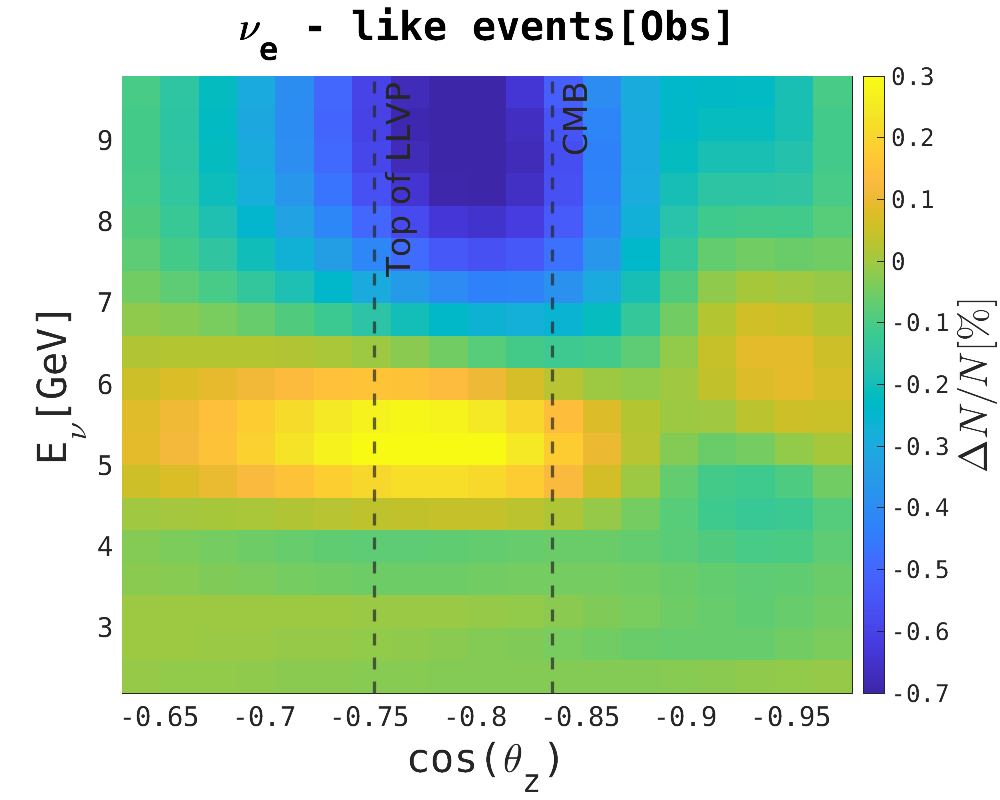 νe - like events[Obs]
Top of LLVP
CMB
9
8
7
6
5
4
3
Eν[GeV]
-0.65 -0.7 -0.75 -0.8 -0.85 -0.9 -0.95
cos(θz)
0.3
0.2
0.1
0
-0.1
-0.2
-0.3
-0.4
-0.5
-0.6
-0.7
ΔN/N[%]